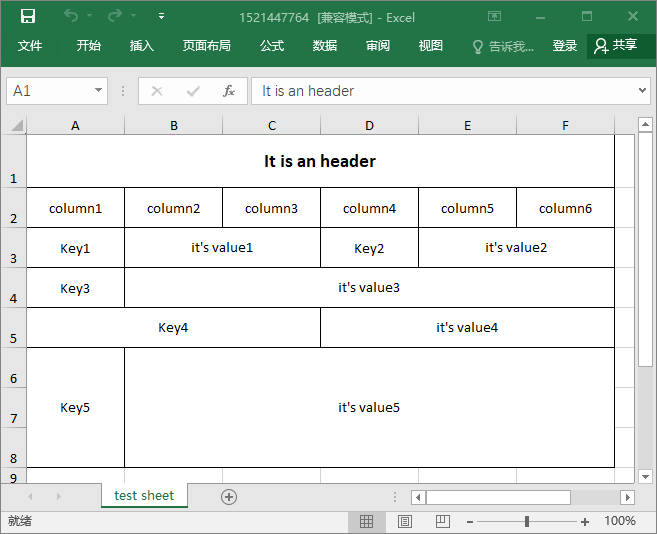 1521447764 [兼容模式] - Excel
文件 开始 插入 页面布局 公式 数据 审阅 视图 告诉我... 登录 共享
A1 fx It is an header
A B C D E F
1 It is an header
2 column1 column2 column3 column4 column5 column6
3 Key1 it's value1 Key2 it's value2
4 Key3 it's value3
5 Key4 it's value4
6
7 Key5 it's value5
8
9
test sheet
就绪 100%